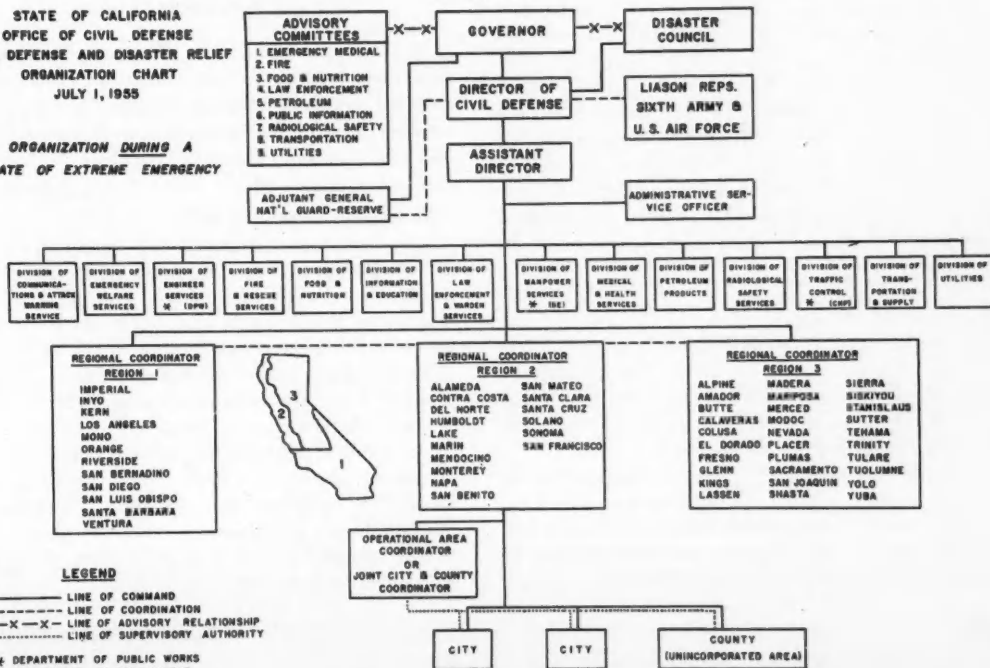 STATE OF CALIFORNIA
OFFICE OF CIVIL DEFENSE
DEFENSE AND DISASTER RELIEF
ORGANIZATION CHART
JULY 1, 1955
ORGANIZATION DURING A
ATE OF EXTREME EMERGENCY
ADVISORY
COMMITTEES
1. EMERGENCY MEDICAL
2. FIRE
3. FOOD & NUTRITION
4. LAW ENFORCEMENT
5. PETROLEUM
6. PUBLIC INFORMATION
7. RADIOLOGICAL SAFETY
8. TRANSPORTATION
9. UTILITIES
GOVERNOR
DISASTER
COUNCIL
DIRECTOR OF
CIVIL DEFENSE
LIASON REPS.
SIXTH ARMY &
U.S. AIR FORCE
ASSISTANT
DIRECTOR
ADJUTANT GENERAL
NAT'L GUARD-RESERVE
ADMINISTRATIVE SER-
VICE OFFICER
DIVISION OF
COMMUNICA-
TIONS & ATTACK
WARNING
SERVICE
DIVISION OF
EMERGENCY
WELFARE
SERVICES
DIVISION OF
ENGINEER
SERVICES
* (DPW)
DIVISION OF
FIRE
& RESCUE
SERVICES
DIVISION OF
FOOD &
NUTRITION
DIVISION OF
INFORMATION
& EDUCATION
DIVISION OF
LAW
ENFORCEMENT
& WARDEN
SERVICES
DIVISION OF
MANPOWER
SERVICES
* (SE)
DIVISION OF
MEDICAL
& HEALTH
SERVICES
DIVISION OF
PETROLEUM
PRODUCTS
DIVISION OF
RADIOLOGICAL
SAFETY
SERVICES
DIVISION OF
TRAFFIC
CONTROL
* (CHP)
DIVISION OF
TRANS-
PORTATION
& SUPPLY
DIVISION OF
UTILITIES
REGIONAL COORDINATOR
REGION 1
IMPERIAL
INYO
KERN
LOS ANGELES
MONO
ORANGE
RIVERSIDE
SAN BERNADINO
SAN DIEGO
SAN LUIS OBISPO
SANTA BARBARA
VENTURA
3
2
1
REGIONAL COORDINATOR
REGION 2
ALAMEDA SAN MATEO
CONTRA COSTA SANTA CLARA
DEL NORTE SANTA CRUZ
HUMBOLDT SOLANO
LAKE SONOMA
MARIN SAN FRANCISCO
MENDOCINO
MONTEREY
NAPA
SAN BENITO
REGIONAL COORDINATOR
REGION 3
ALPINE MADERA SIERRA
AMADOR MARIPOSA SISKIYOU
BUTTE MERCED STANISLAUS
CALAVERAS MODOC SUTTER
COLUSA NEVADA TEHAMA
EL DORADO PLACER TRINITY
FRESNO PLUMAS TULARE
GLENN SACRAMENTO TUOLUMNE
KINGS SAN JOAQUIN YOLO
LASSEN SHASTA YUBA
OPERATIONAL AREA
COORDINATOR
OR
JOINT CITY & COUNTY
COORDINATOR
CITY
CITY
COUNTY
(UNINCORPORATED AREA)
LEGEND
LINE OF COMMAND
LINE OF COORDINATION
X—X— LINE OF ADVISORY RELATIONSHIP
LINE OF SUPERVISORY AUTHORITY
* DEPARTMENT OF PUBLIC WORKS